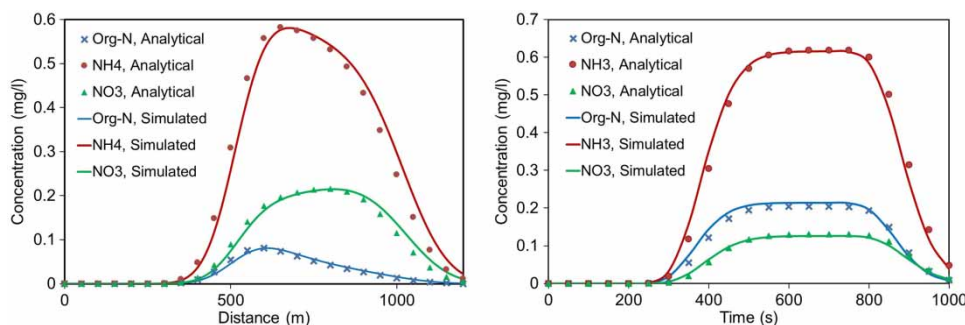 Concentration (mg/l)
0.6
0.5
0.4
0.3
0.2
0.1
0
Org-N, Analytical
NH4, Analytical
NO3, Analytical
Org-N, Simulated
NH4, Simulated
NO3, Simulated
0 500 1000
Distance (m)
Concentration (mg/l)
0.7
0.6
0.5
0.4
0.3
0.2
0.1
0.0
Org-N, Analytical
NH3, Analytical
NO3, Analytical
Org-N, Simulated
NH3, Simulated
NO3, Simulated
0 200 400 600 800 1000
Time (s)